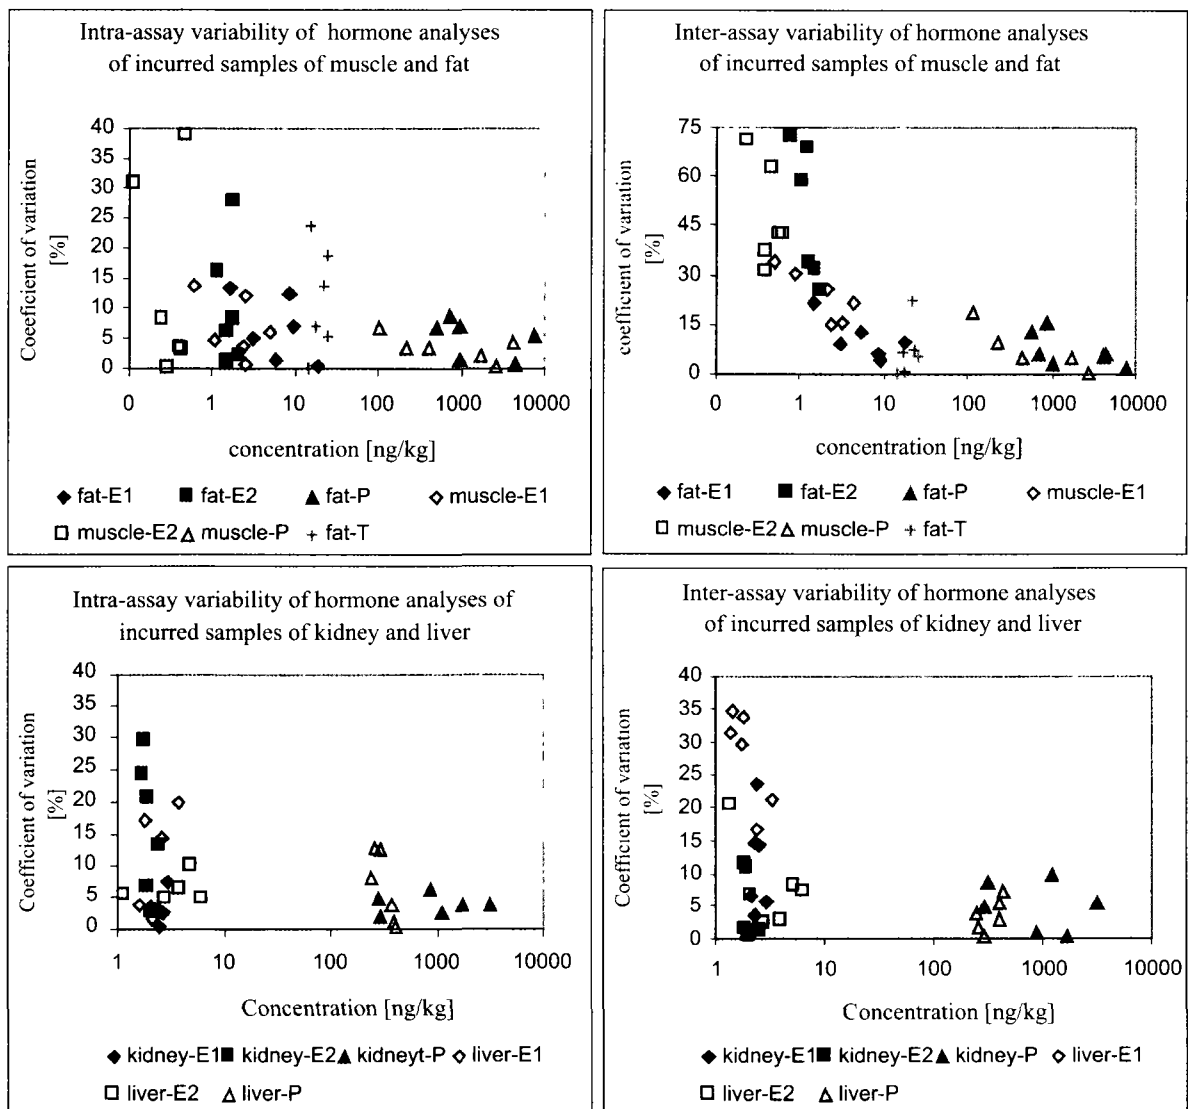 Intra-assay variability of hormone analyses
of incurred samples of muscle and fat
Coeefficient of variation
[%]
40
35
30
25
20
15
10
5
0
0 1 10 100 1000 10000
concentration [ng/kg]
fat-E1 fat-E2 fat-P muscle-E1
muscle-E2 muscle-P fat-T
Inter-assay variability of hormone analyses
of incurred samples of muscle and fat
coefficient of variation
[%]
75
60
45
30
15
0
0 1 10 100 1000 10000
concentration [ng/kg]
fat-E1 fat-E2 fat-P muscle-E1
muscle-E2 muscle-P fat-T
Intra-assay variability of hormone analyses of
incurred samples of kidney and liver
Coefficient of variation
[%]
40
35
30
25
20
15
10
5
0
1 10 100 1000 10000
Concentration [ng/kg]
kidney-E1 kidney-E2 kidneyt-P liver-E1
liver-E2 liver-P
Inter-assay variability of hormone analyses
of incurred samples of kidney and liver
Coefficient of variation
[%]
40
35
30
25
20
15
10
5
0
1 10 100 1000 10000
Concentration [ng/kg]
kidney-E1 kidney-E2 kidney-P liver-E1
liver-E2 liver-P